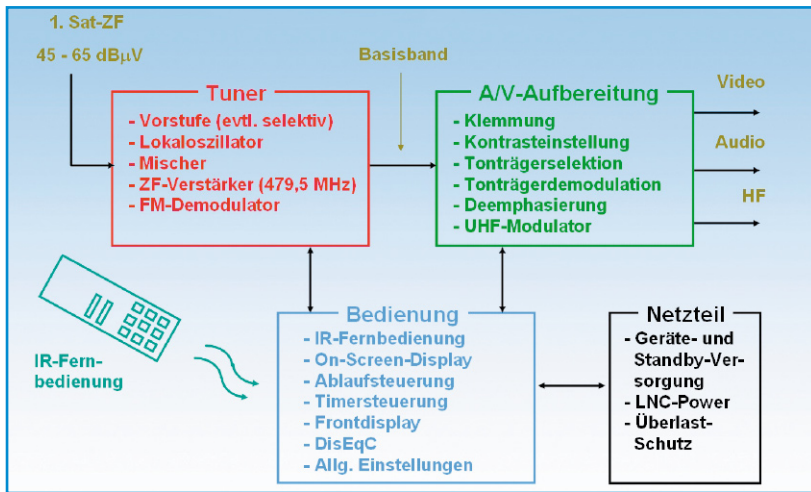 1. Sat-ZF
45 - 65 dBµV
Basisband
Tuner
- Vorstufe (evtl. selektiv)
- Lokaloszillator
- Mischer
- ZF-Verstärker (479,5 MHz)
- FM-Demodulator
A/V-Aufbereitung
- Klemmung
- Kontrasteinstellung
- Tonträgerselektion
- Tonträgerdemodulation
- Deemphasierung
- UHF-Modulator
Video
Audio
HF
IR-Fern-
bedienung
Bedienung
- IR-Fernbedienung
- On-Screen-Display
- Ablaufsteuerung
- Timersteuerung
- Frontdisplay
- DisEqC
- Allg. Einstellungen
Netzteil
- Geräte- und
Standby-Ver-
sorgung
- LNC-Power
- Überlast-
Schutz